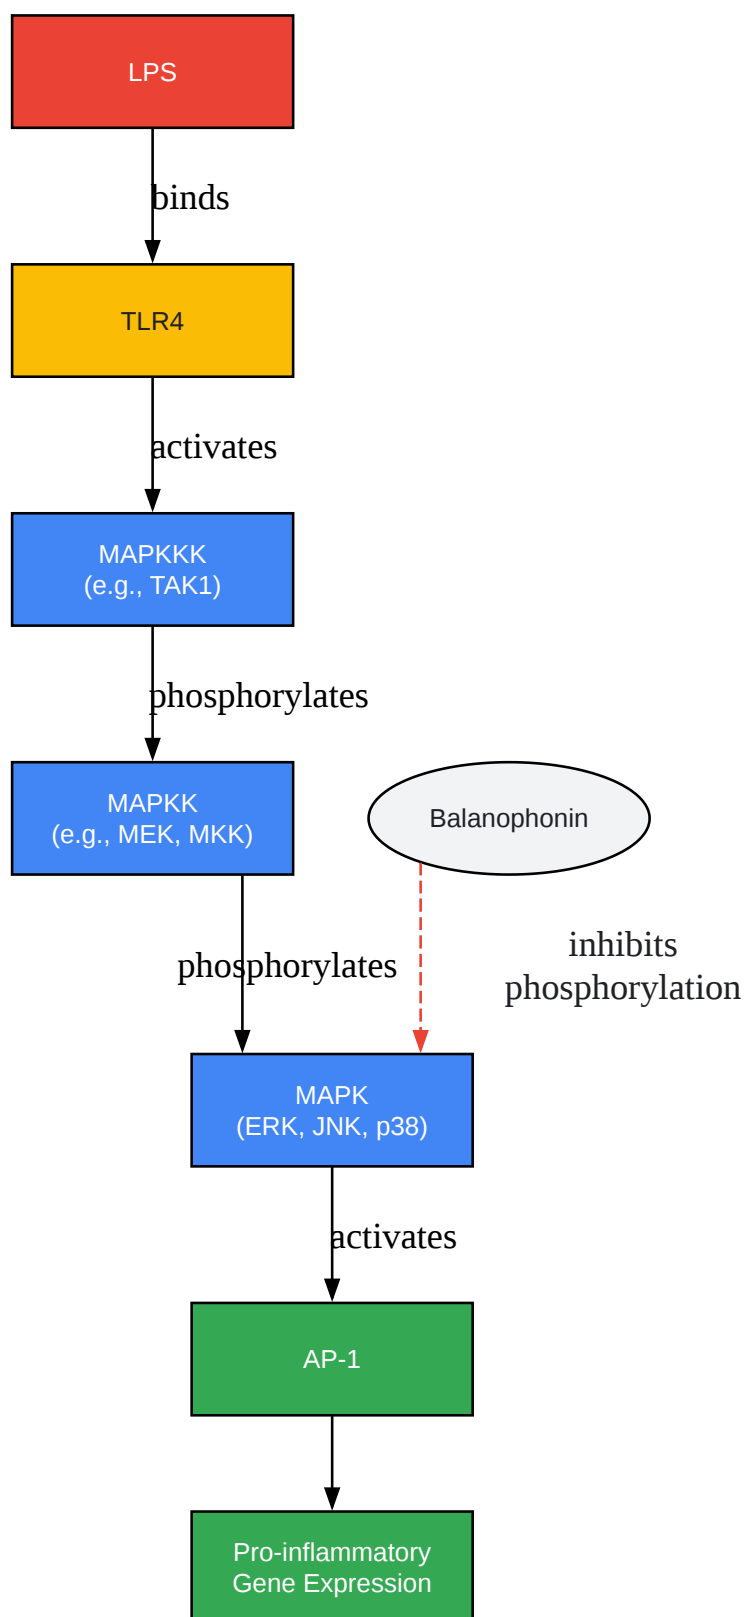 LPS
binds
TLR4
activates
MAPKKK
(e.g., TAK1)
phosphorylates
MAPKK
(e.g., MEK, MKK)
Balanophonin
phosphorylates
inhibits
phosphorylation
MAPK
(ERK, JNK, p38)
activates
AP-1
Pro-inflammatory
Gene Expression